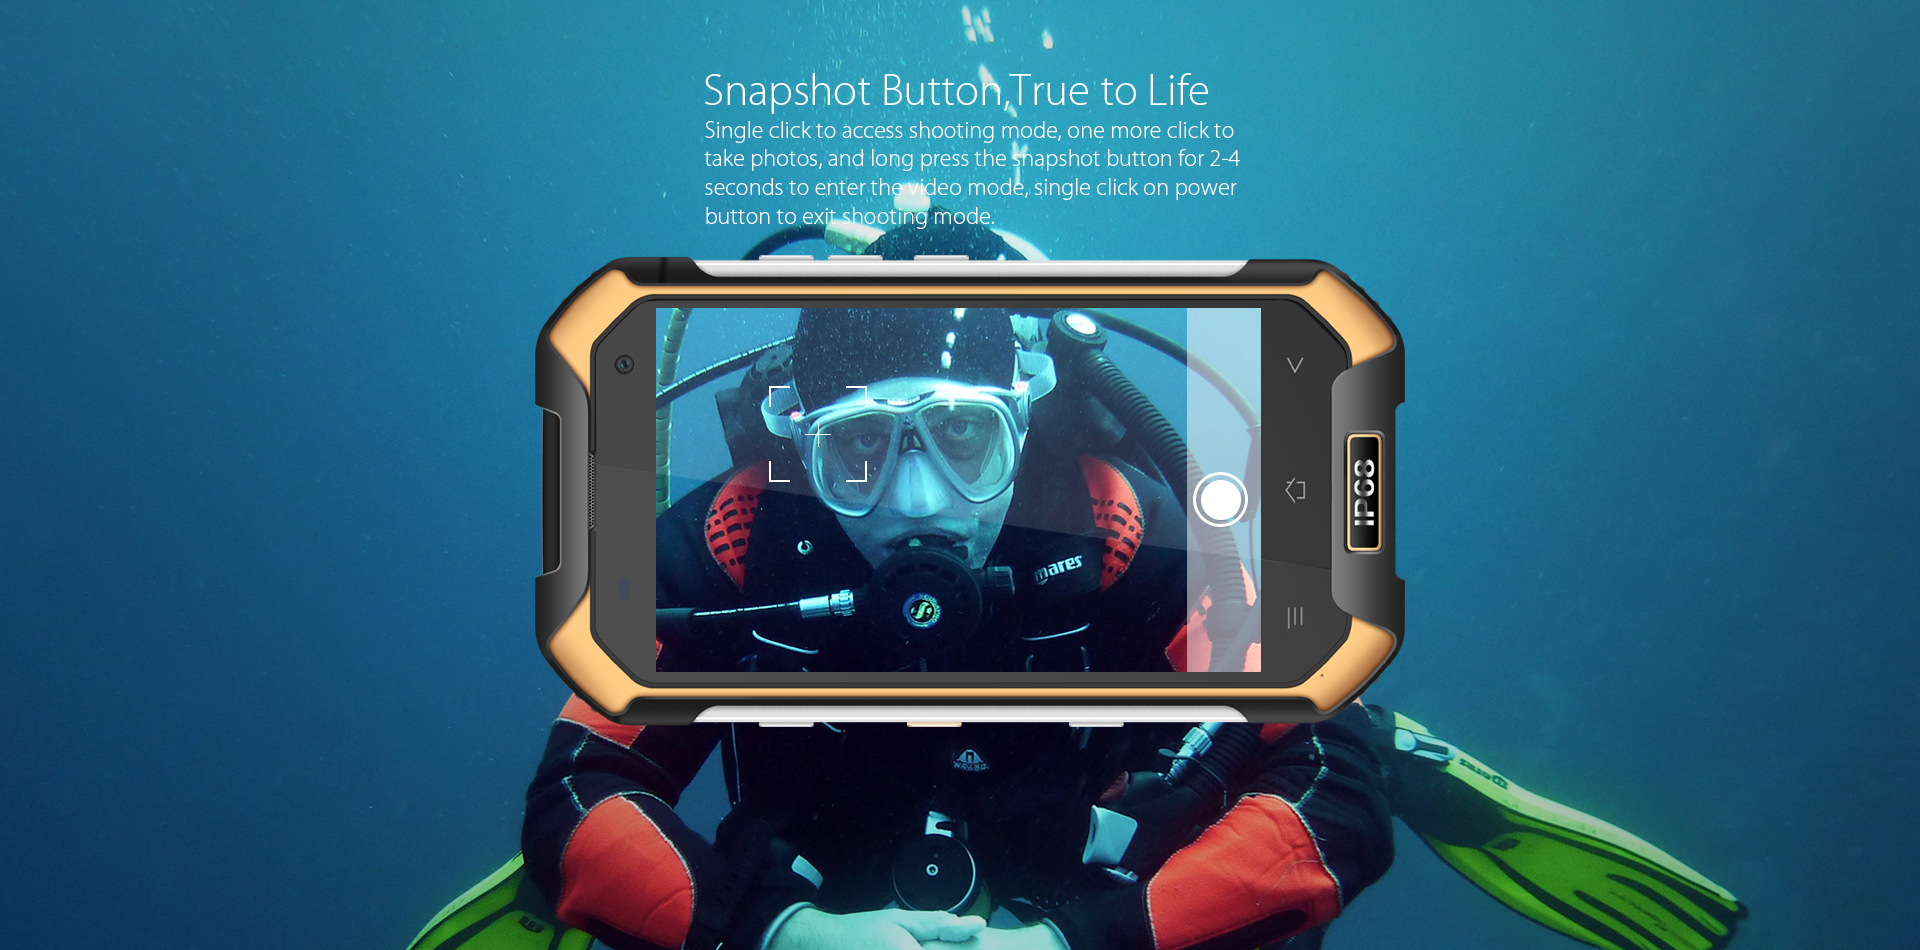 Snapshot Button,True to Life
Single click to access shooting mode, one more click to
take photos, and long press the snapshot button for 2-4
seconds to enter the video mode, single click on power
button to exit shooting mode.
IP68
mares
mares